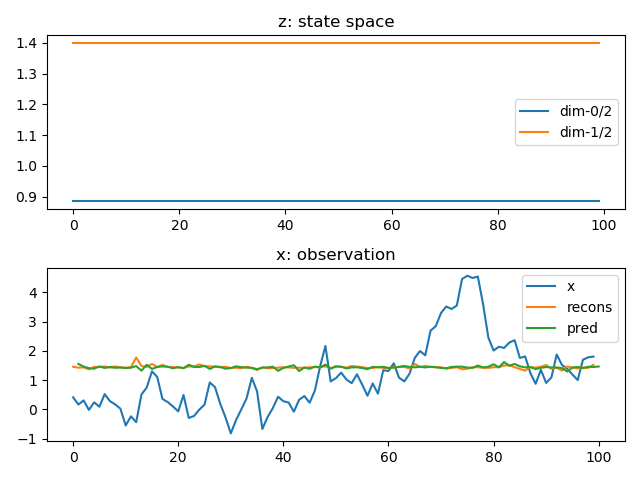 z: state space
1.4
1.3
1.2
1.1
1.0
0.9
dim-0/2
dim-1/2
0 20 40 60 80 100
x: observation
4
3
2
1
0
−1
x
recons
pred
0 20 40 60 80 100